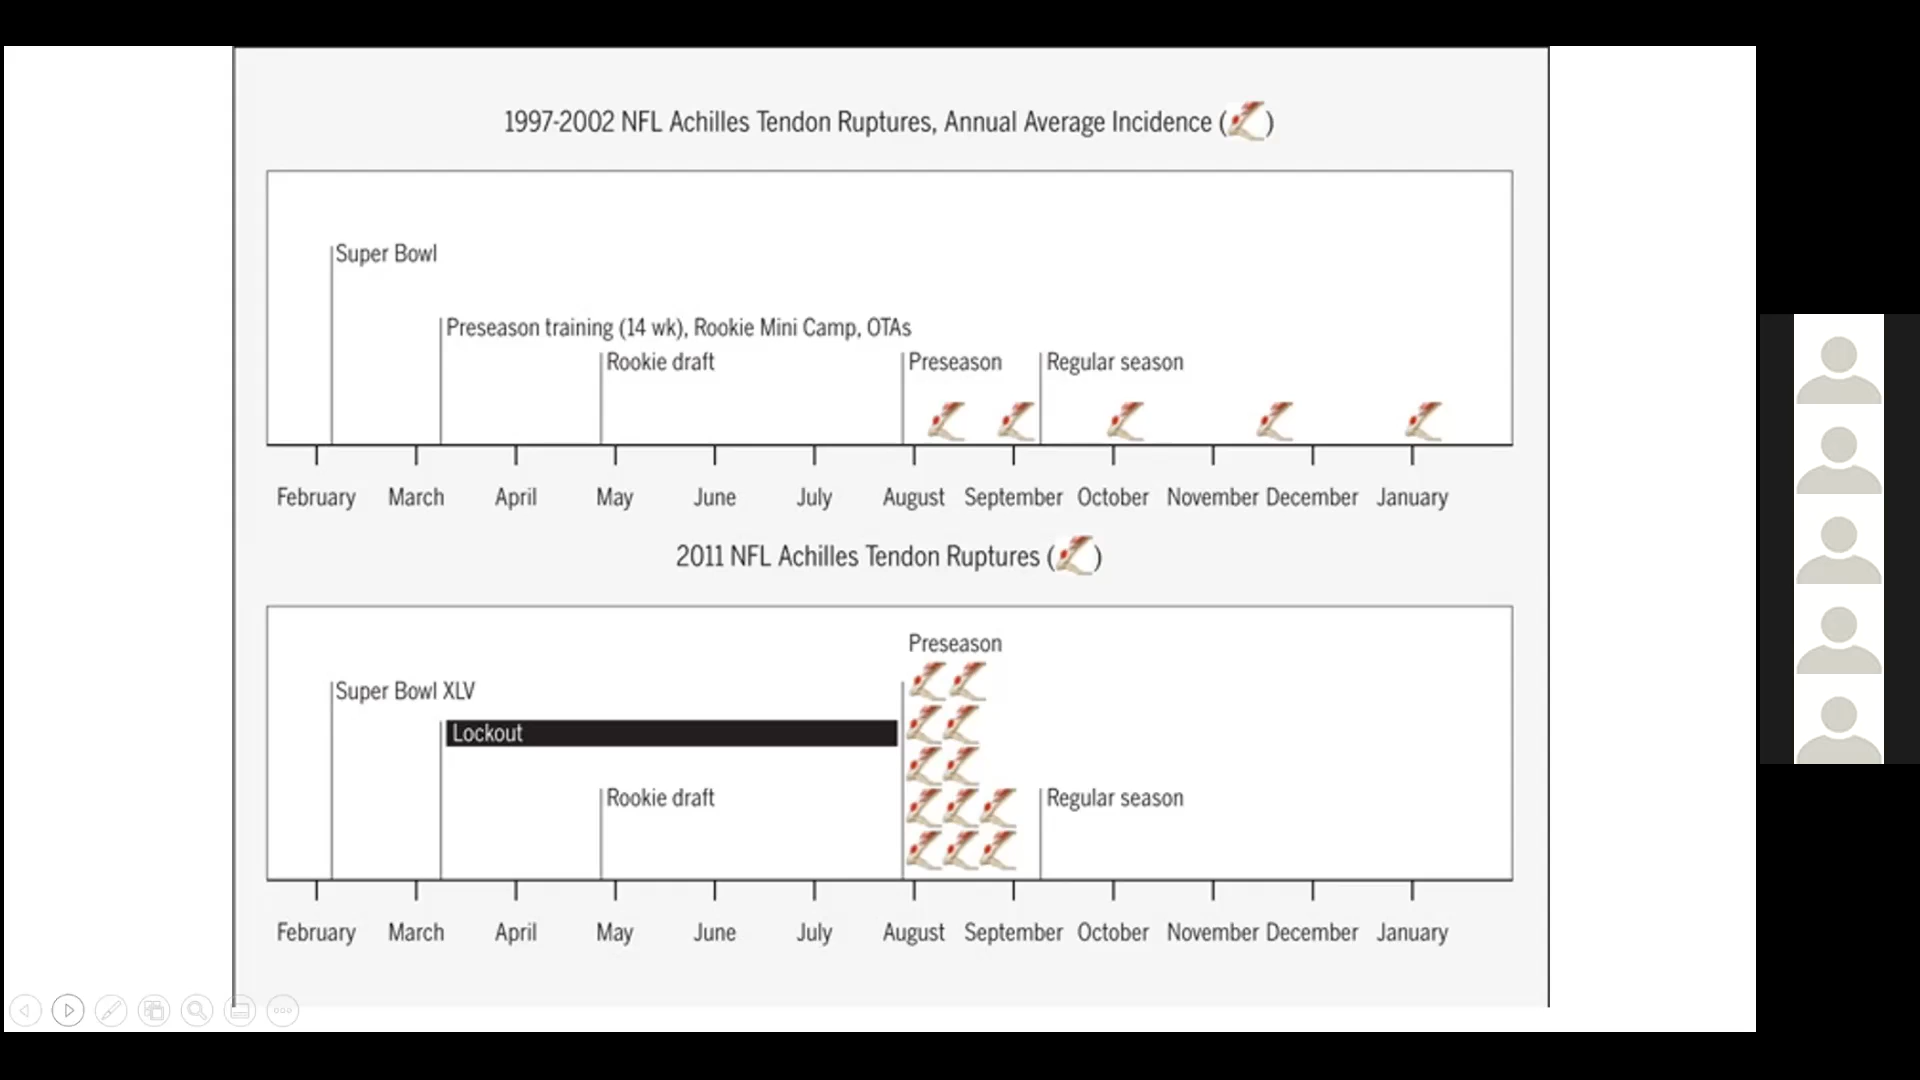 1997-2002 NFL Achilles Tendon Ruptures, Annual Average Incidence ( )
Super Bowl
Preseason training (14 wk), Rookie Mini Camp, OTAs
Rookie draft
Preseason
Regular season
February March April May June July August September October November December January
2011 NFL Achilles Tendon Ruptures ( )
Preseason
Super Bowl XLV
Lockout
Rookie draft
Regular season
February March April May June July August September October November December January